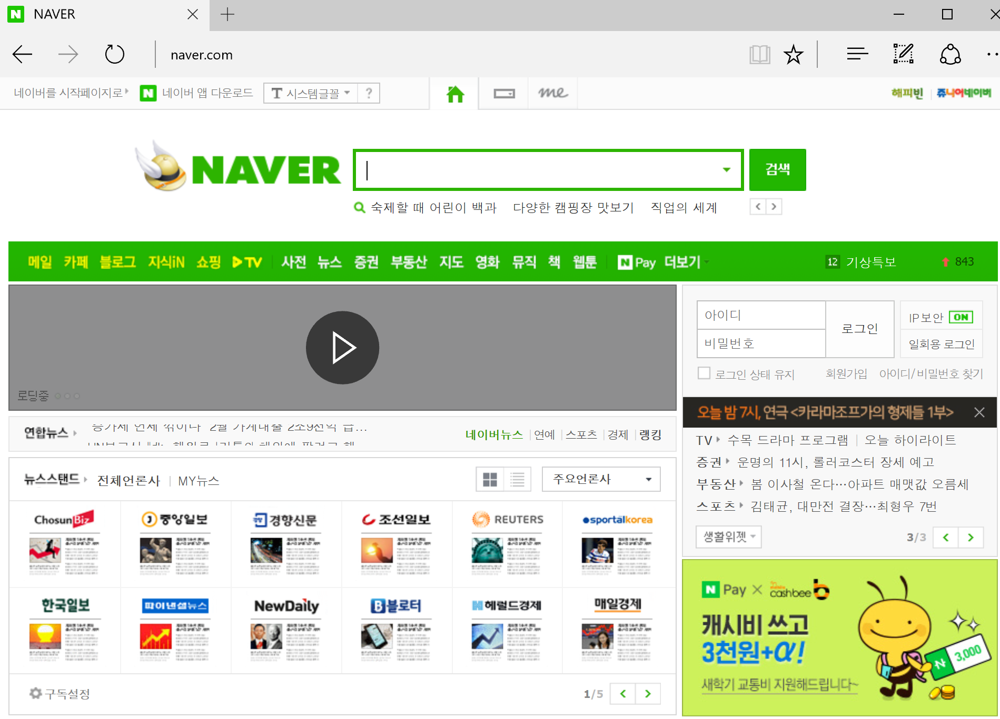 NAVER
naver.com
네이버를 시작페이지로 네이버 앱 다운로드 T 시스템글꼴 ? me 해피빈 쥬니어네이버
NAVER 검색
숙제할 때 어린이 백과 다양한 캠핑장 맛보기 직업의 세계
메일 카페 블로그 지식iN 쇼핑 TV 사전 뉴스 증권 부동산 지도 영화 뮤직 책 웹툰 N Pay 더보기 12 기상특보 843
로딩중
연합뉴스 네이버뉴스 연예 스포츠 경제 랭킹
뉴스스탠드 전체언론사 | MY뉴스 주요언론사
ChosunBiz 중앙일보 경향신문 조선일보 REUTERS sportalkorea
한국일보 파이낸셜뉴스 NewDaily 블로터 헤럴드경제 매일경제
구독설정 1/5
아이디 로그인 IP보안 ON
비밀번호 일회용 로그인
로그인 상태 유지 회원가입 아이디/비밀번호 찾기
오늘 밤 7시, 연극 <카라마조프가의 형제들 1부>
TV 수목 드라마 프로그램 | 오늘 하이라이트
증권 운명의 11시, 롤러코스터 장세 예고
부동산 봄 이사철 온다…아파트 매맷값 오름세
스포츠 김태균, 대만전 결장…최형우 7번
생활위젯 3/3
N Pay × cashbee
캐시비 쓰고
3천원+α!
3,000
새학기 교통비 지원해드립니다~